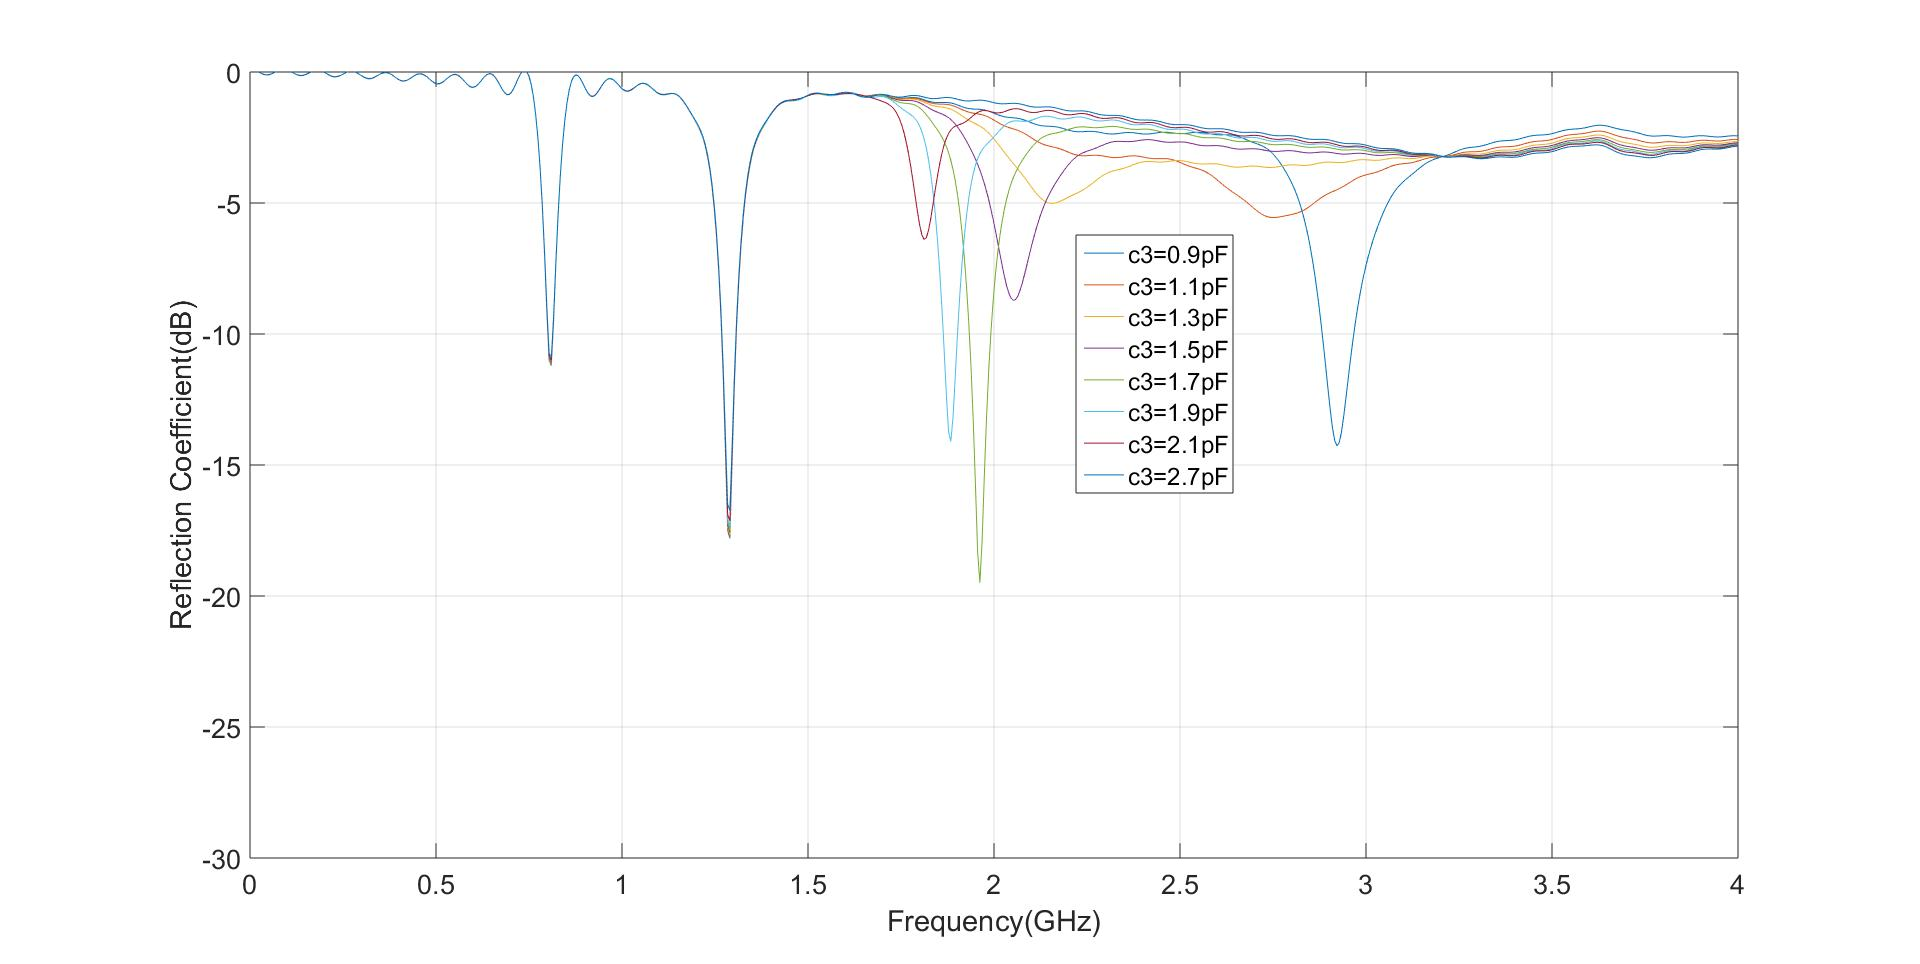 0
-5
-10
-15
-20
-25
-30
Reflection Coefficient(dB)
c3=0.9pF
c3=1.1pF
c3=1.3pF
c3=1.5pF
c3=1.7pF
c3=1.9pF
c3=2.1pF
c3=2.7pF
0 0.5 1 1.5 2 2.5 3 3.5 4
Frequency(GHz)